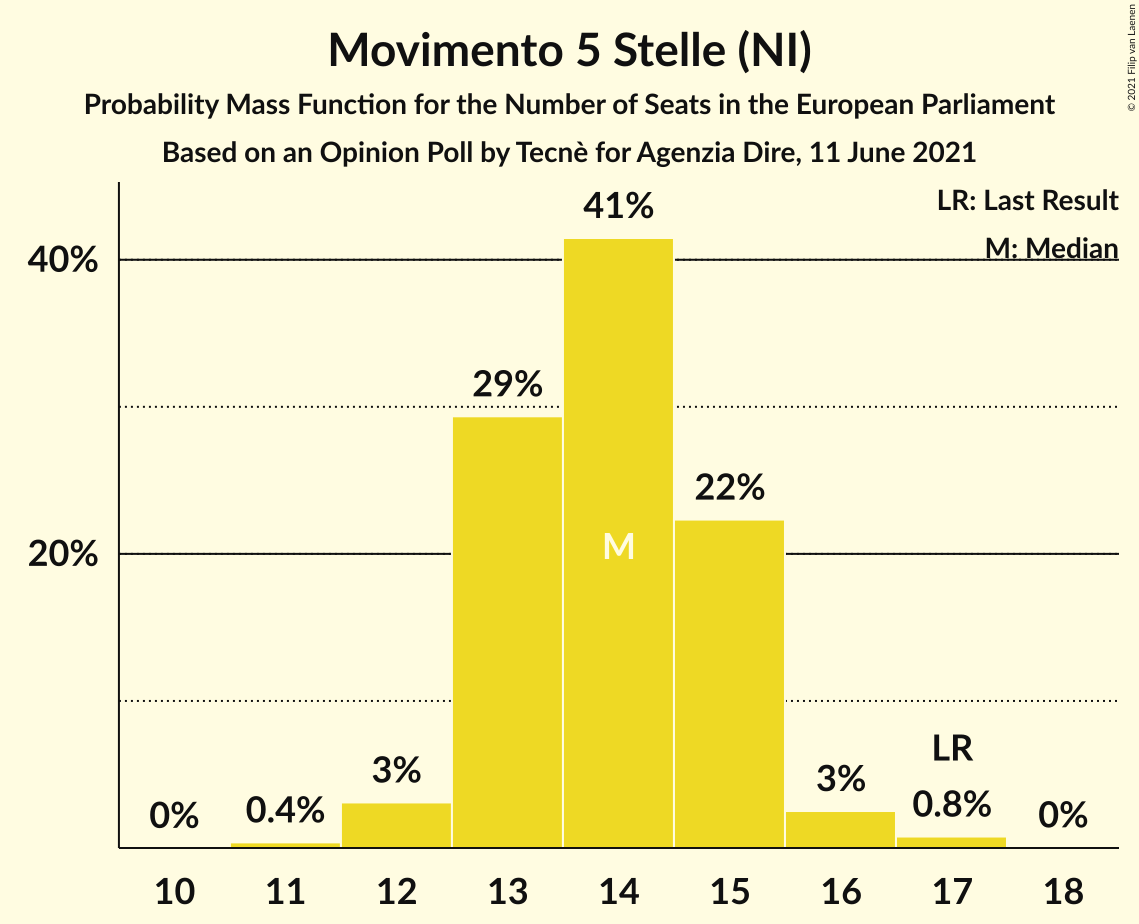 Movimento 5 Stelle (NI)
Probability Mass Function for the Number of Seats in the European Parliament
Based on an Opinion Poll by Tecnè for Agenzia Dire, 11 June 2021
© 2021 Filip van Laenen
LR: Last Result
M: Median
40%
20%
0%
0.4%
3%
29%
41%
M
22%
3%
LR
0.8%
0%
10 11 12 13 14 15 16 17 18